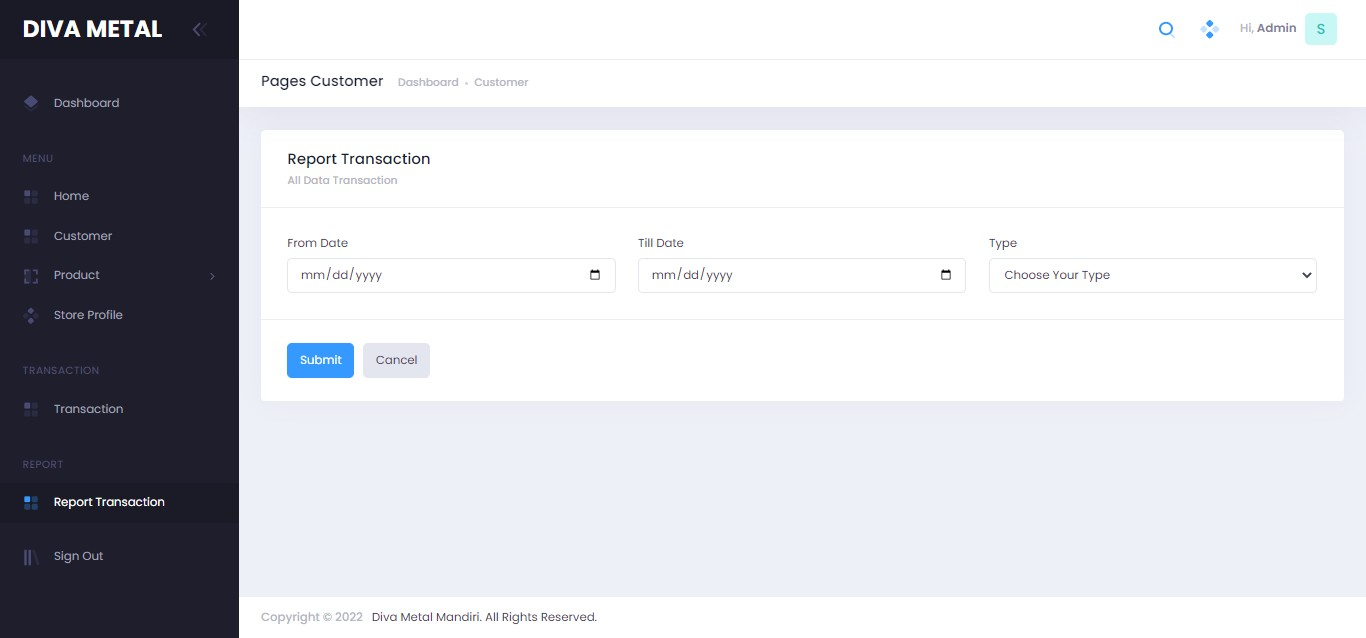 DIVA METAL
Hi, Admin S
Pages Customer Dashboard • Customer
Dashboard
MENU
Home
Customer
Product
Store Profile
TRANSACTION
Transaction
REPORT
Report Transaction
Sign Out
Report Transaction
All Data Transaction
From Date Till Date Type
mm/dd/yyyy mm/dd/yyyy Choose Your Type
Submit Cancel
Copyright © 2022 Diva Metal Mandiri. All Rights Reserved.